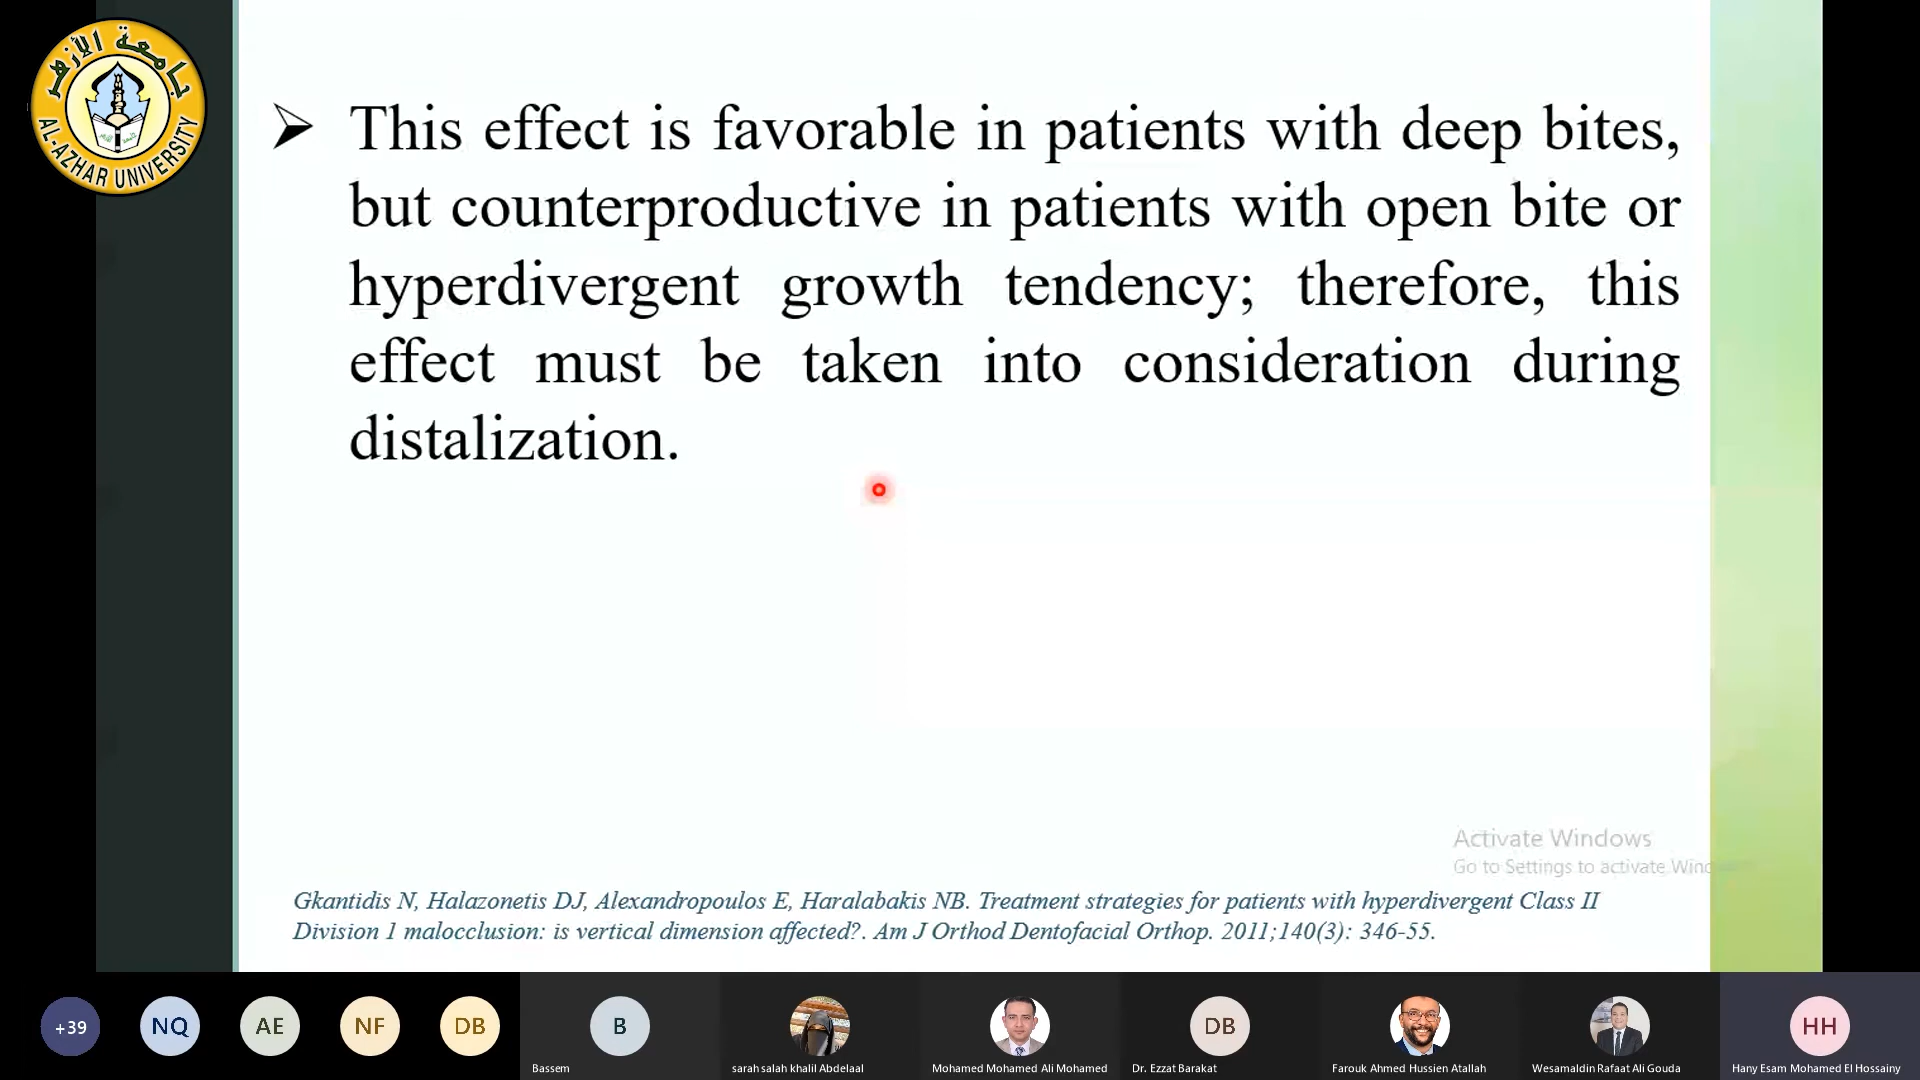 جامعة الأزهر
AL-AZHAR UNIVERSITY
➢ This effect is favorable in patients with deep bites,
but counterproductive in patients with open bite or
hyperdivergent growth tendency; therefore, this
effect must be taken into consideration during
distalization.
Activate Windows
Go to Settings to activate Wind
Gkantidis N, Halazonetis DJ, Alexandropoulos E, Haralabakis NB. Treatment strategies for patients with hyperdivergent Class II
Division 1 malocclusion: is vertical dimension affected?. Am J Orthod Dentofacial Orthop. 2011;140(3): 346-55.
+39 NQ AE NF DB B DB HH
Bassem sarah salah khalil Abdelaal Mohamed Mohamed Ali Mohamed Dr. Ezzat Barakat Farouk Ahmed Hussien Atallah Wesamaldin Rafaat Ali Gouda Hany Esam Mohamed El Hossainy